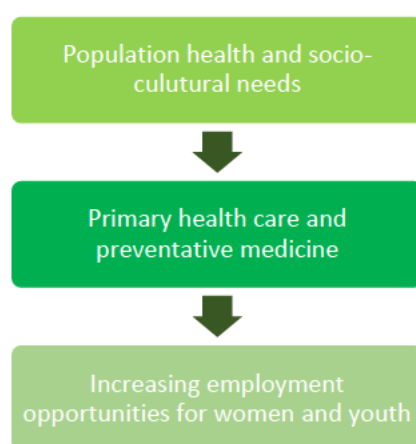 Population health and socio-
culutural needs
Primary health care and
preventative medicine
Increasing employment
opportunities for women and youth